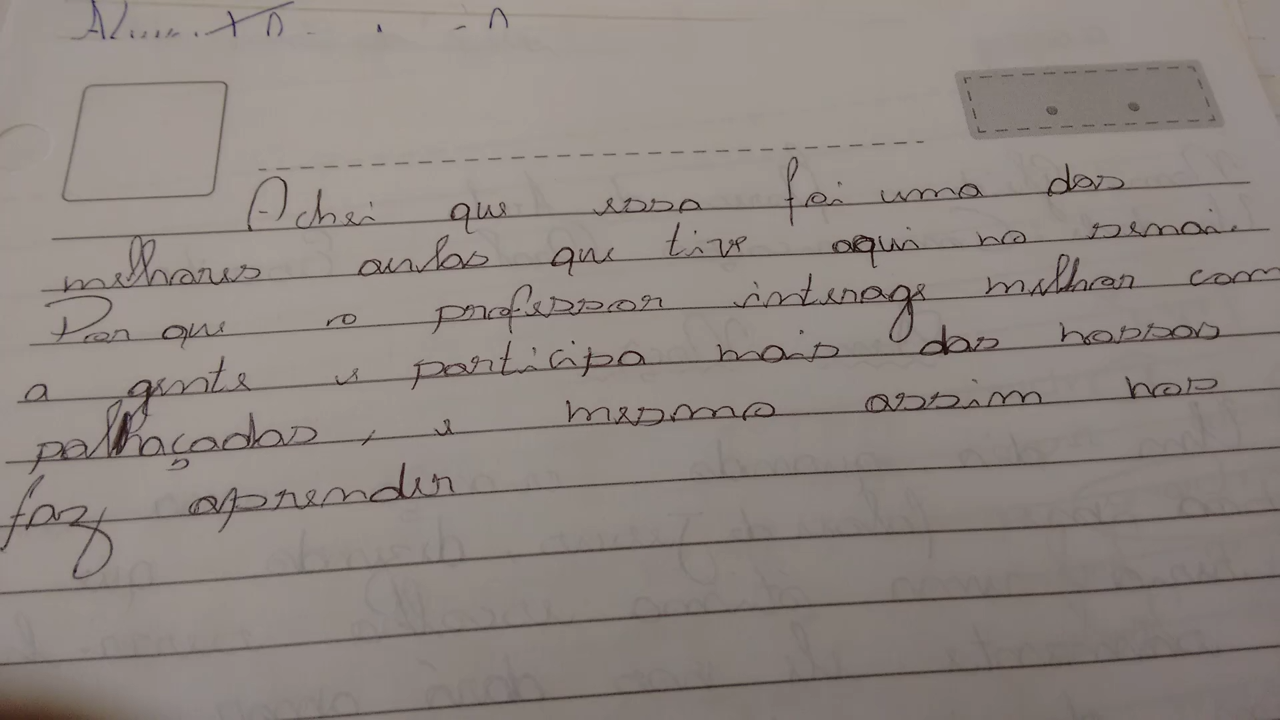 Achei que essa foi uma das
melhores aulas que tive aqui no senai.
Por que o professor interage melhor com
a gente e participa mais das nossas
palhaçadas, e mesmo assim nos
faz aprender